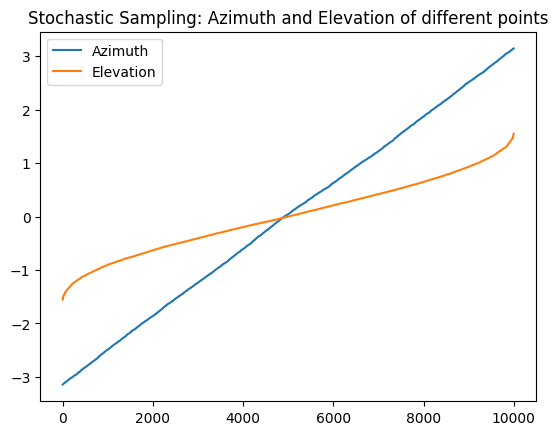 Stochastic Sampling: Azimuth and Elevation of different points
Azimuth
Elevation
3
2
1
0
−1
−2
−3
0 2000 4000 6000 8000 10000